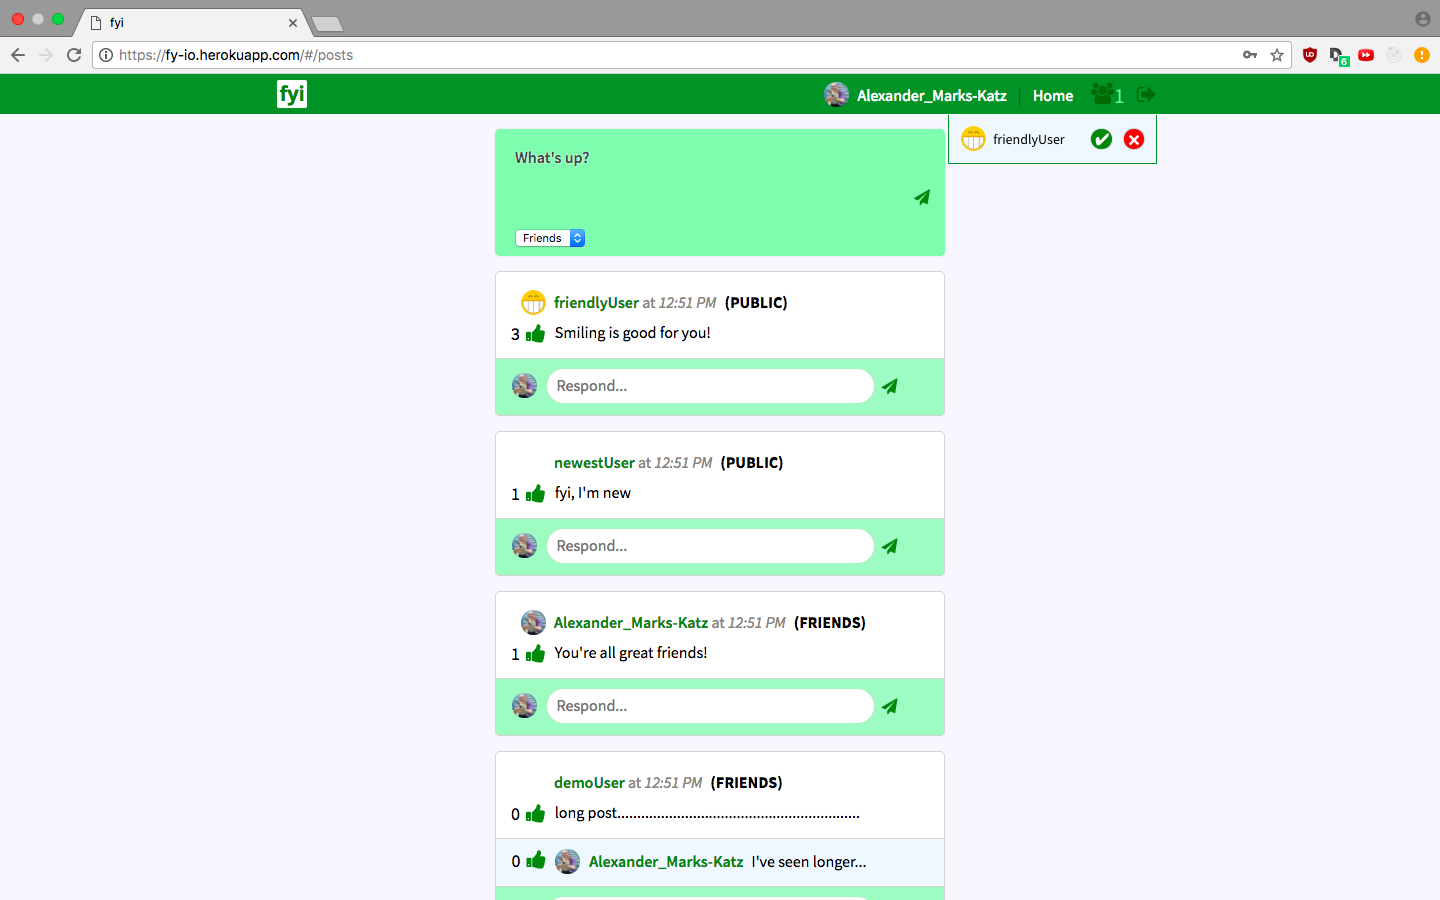 fyi
https://fy-io.herokuapp.com/#/posts
6
fyi
Alexander_Marks-Katz | Home 1
friendlyUser
What's up?
Friends
friendlyUser at 12:51 PM (PUBLIC)
3 Smiling is good for you!
Respond...
newestUser at 12:51 PM (PUBLIC)
1 fyi, I'm new
Respond...
Alexander_Marks-Katz at 12:51 PM (FRIENDS)
1 You're all great friends!
Respond...
demoUser at 12:51 PM (FRIENDS)
0 long post.............................................................
0 Alexander_Marks-Katz I've seen longer...